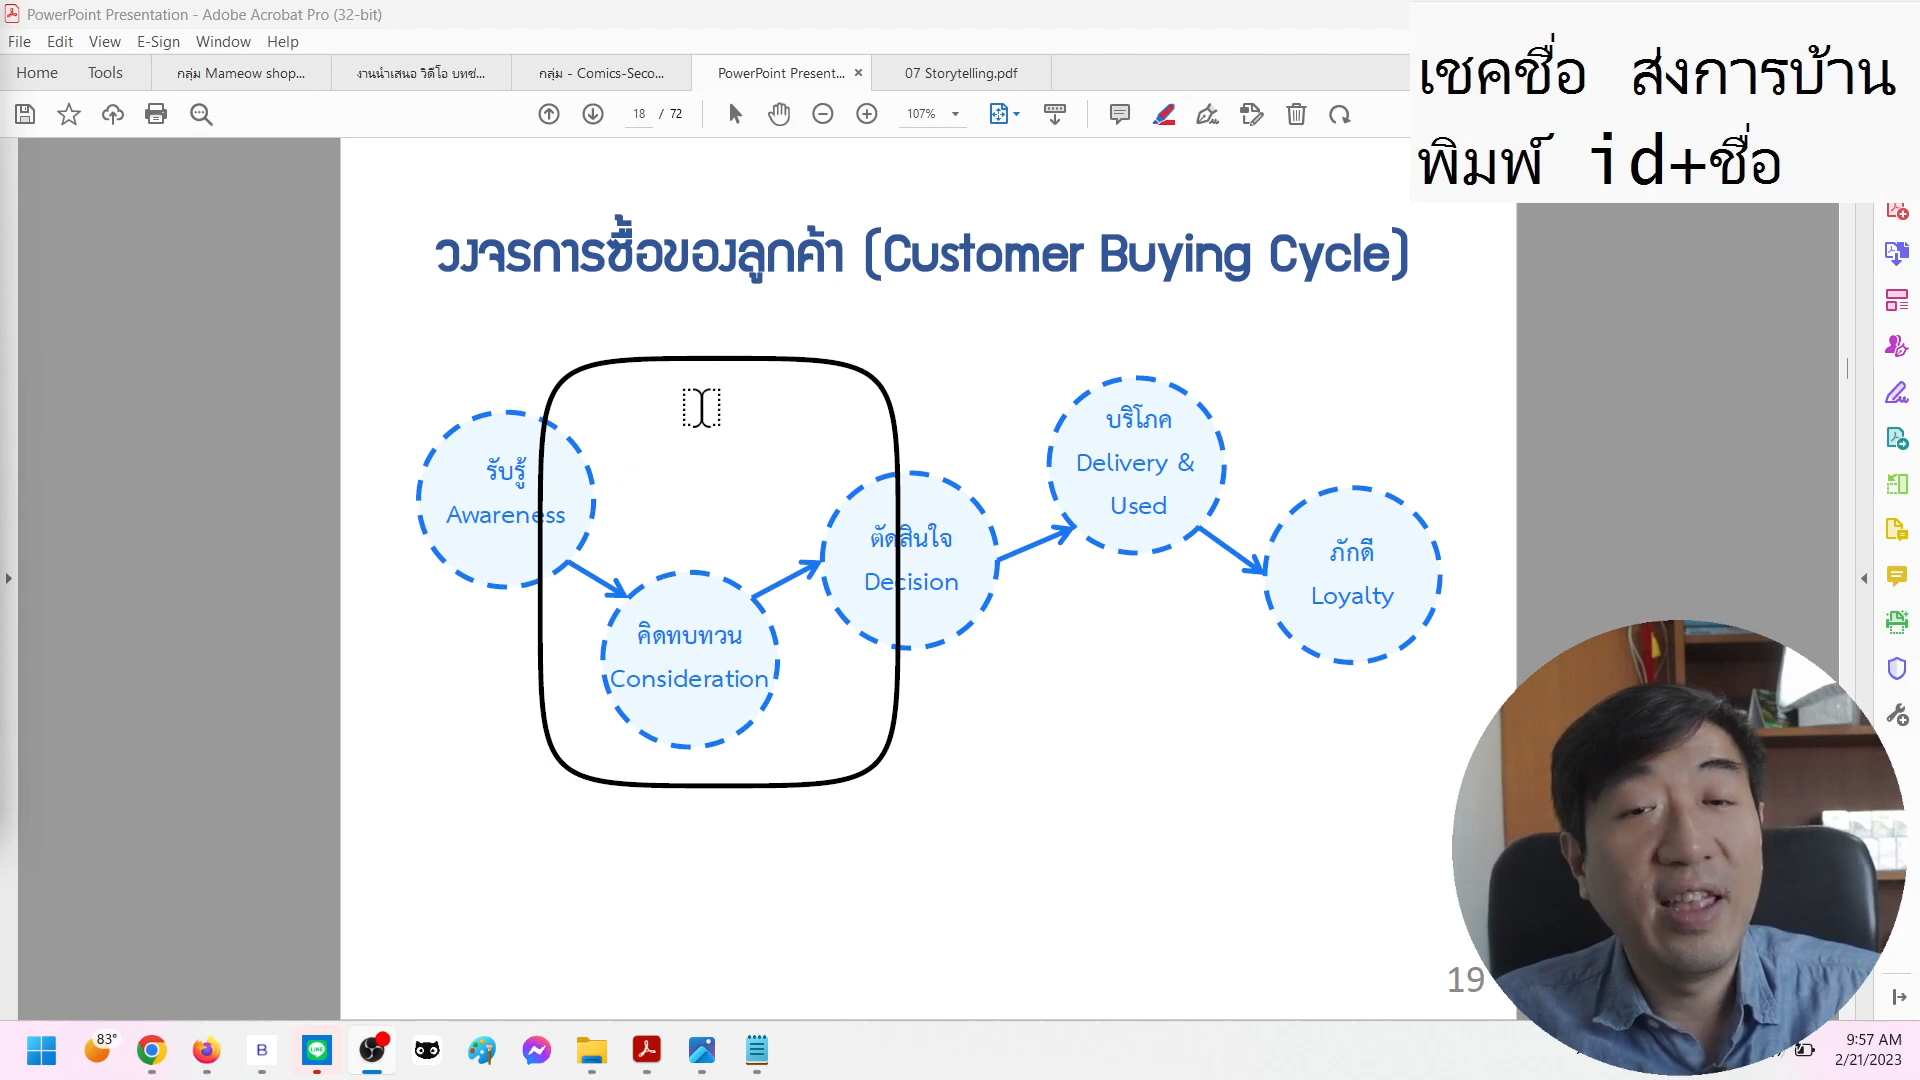 PowerPoint Presentation - Adobe Acrobat Pro (32-bit)
File Edit View E-Sign Window Help
Home Tools กลุ่ม Mameow shop... งานนำเสนอ วิดีโอ บทซ่... กลุ่ม - Comics-Seco... PowerPoint Present... 07 Storytelling.pdf
18 / 72 107%
เชคชื่อ ส่งการบ้าน
พิมพ์ id+ชื่อ
วงจรการซื้อของลูกค้า (Customer Buying Cycle)
รับรู้
Awareness
คิดทบทวน
Consideration
ตัดสินใจ
Decision
บริโภค
Delivery &
Used
ภักดี
Loyalty
19
83°
B
LINE
9:57 AM
2/21/2023